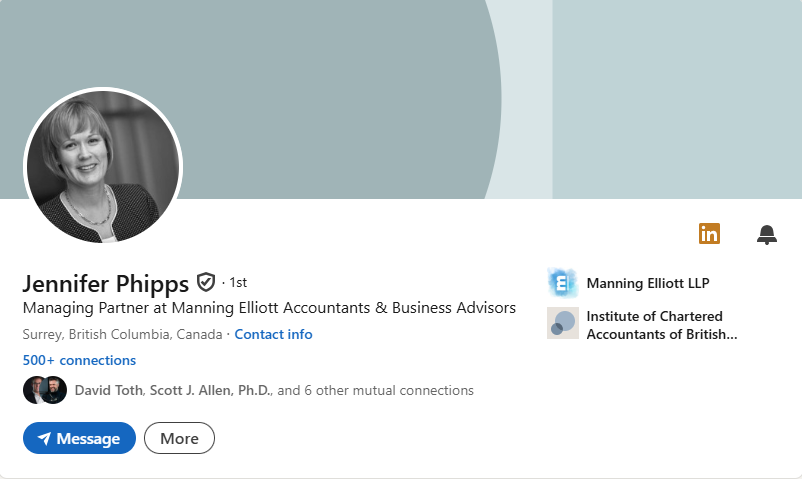 in
Jennifer Phipps · 1st
Managing Partner at Manning Elliott Accountants & Business Advisors
Surrey, British Columbia, Canada · Contact info
500+ connections
David Toth, Scott J. Allen, Ph.D., and 6 other mutual connections
Message More
E Manning Elliott LLP
Institute of Chartered
Accountants of British...